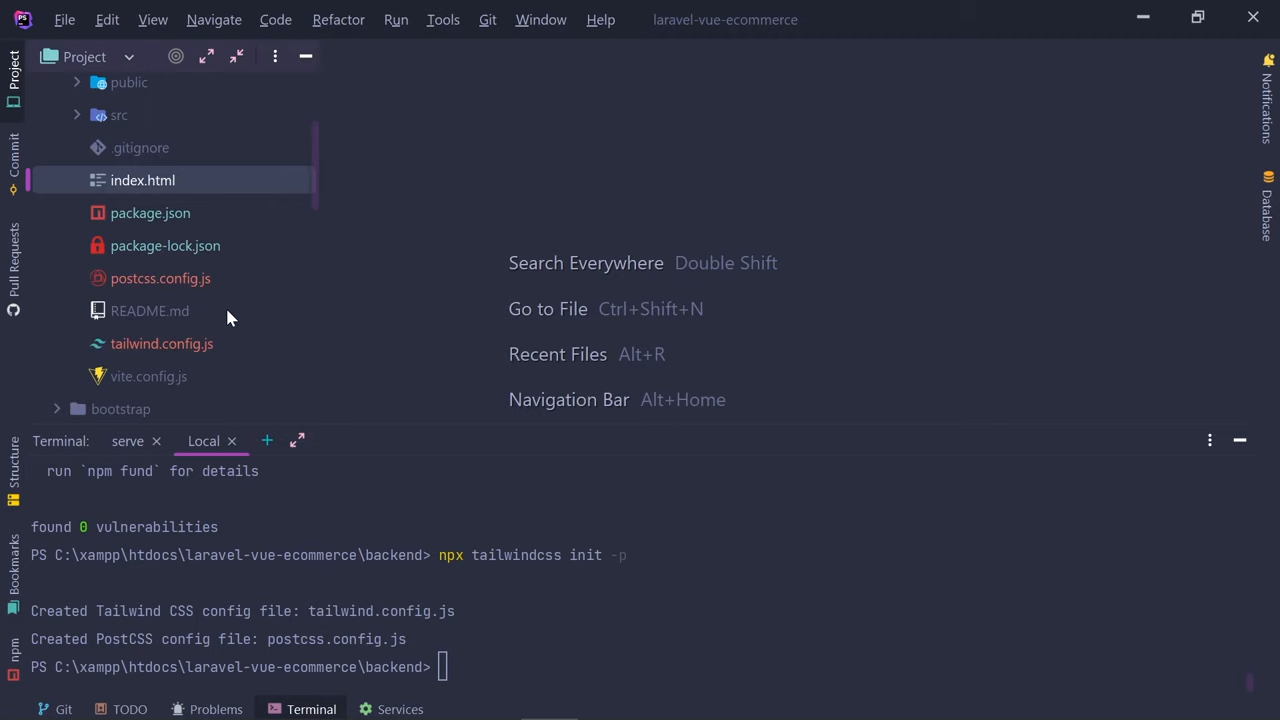 PS File Edit View Navigate Code Refactor Run Tools Git Window Help laravel-vue-ecommerce
Project
Project
public
src
.gitignore
index.html
package.json
package-lock.json
postcss.config.js
README.md
tailwind.config.js
vite.config.js
bootstrap
Commit
Pull Requests
Structure
Bookmarks
npm
Search Everywhere Double Shift
Go to File Ctrl+Shift+N
Recent Files Alt+R
Navigation Bar Alt+Home
Notifications
Database
Terminal: serve Local
run `npm fund` for details
found 0 vulnerabilities
PS C:\xampp\htdocs\laravel-vue-ecommerce\backend> npx tailwindcss init -p
Created Tailwind CSS config file: tailwind.config.js
Created PostCSS config file: postcss.config.js
PS C:\xampp\htdocs\laravel-vue-ecommerce\backend>
Git TODO Problems Terminal Services